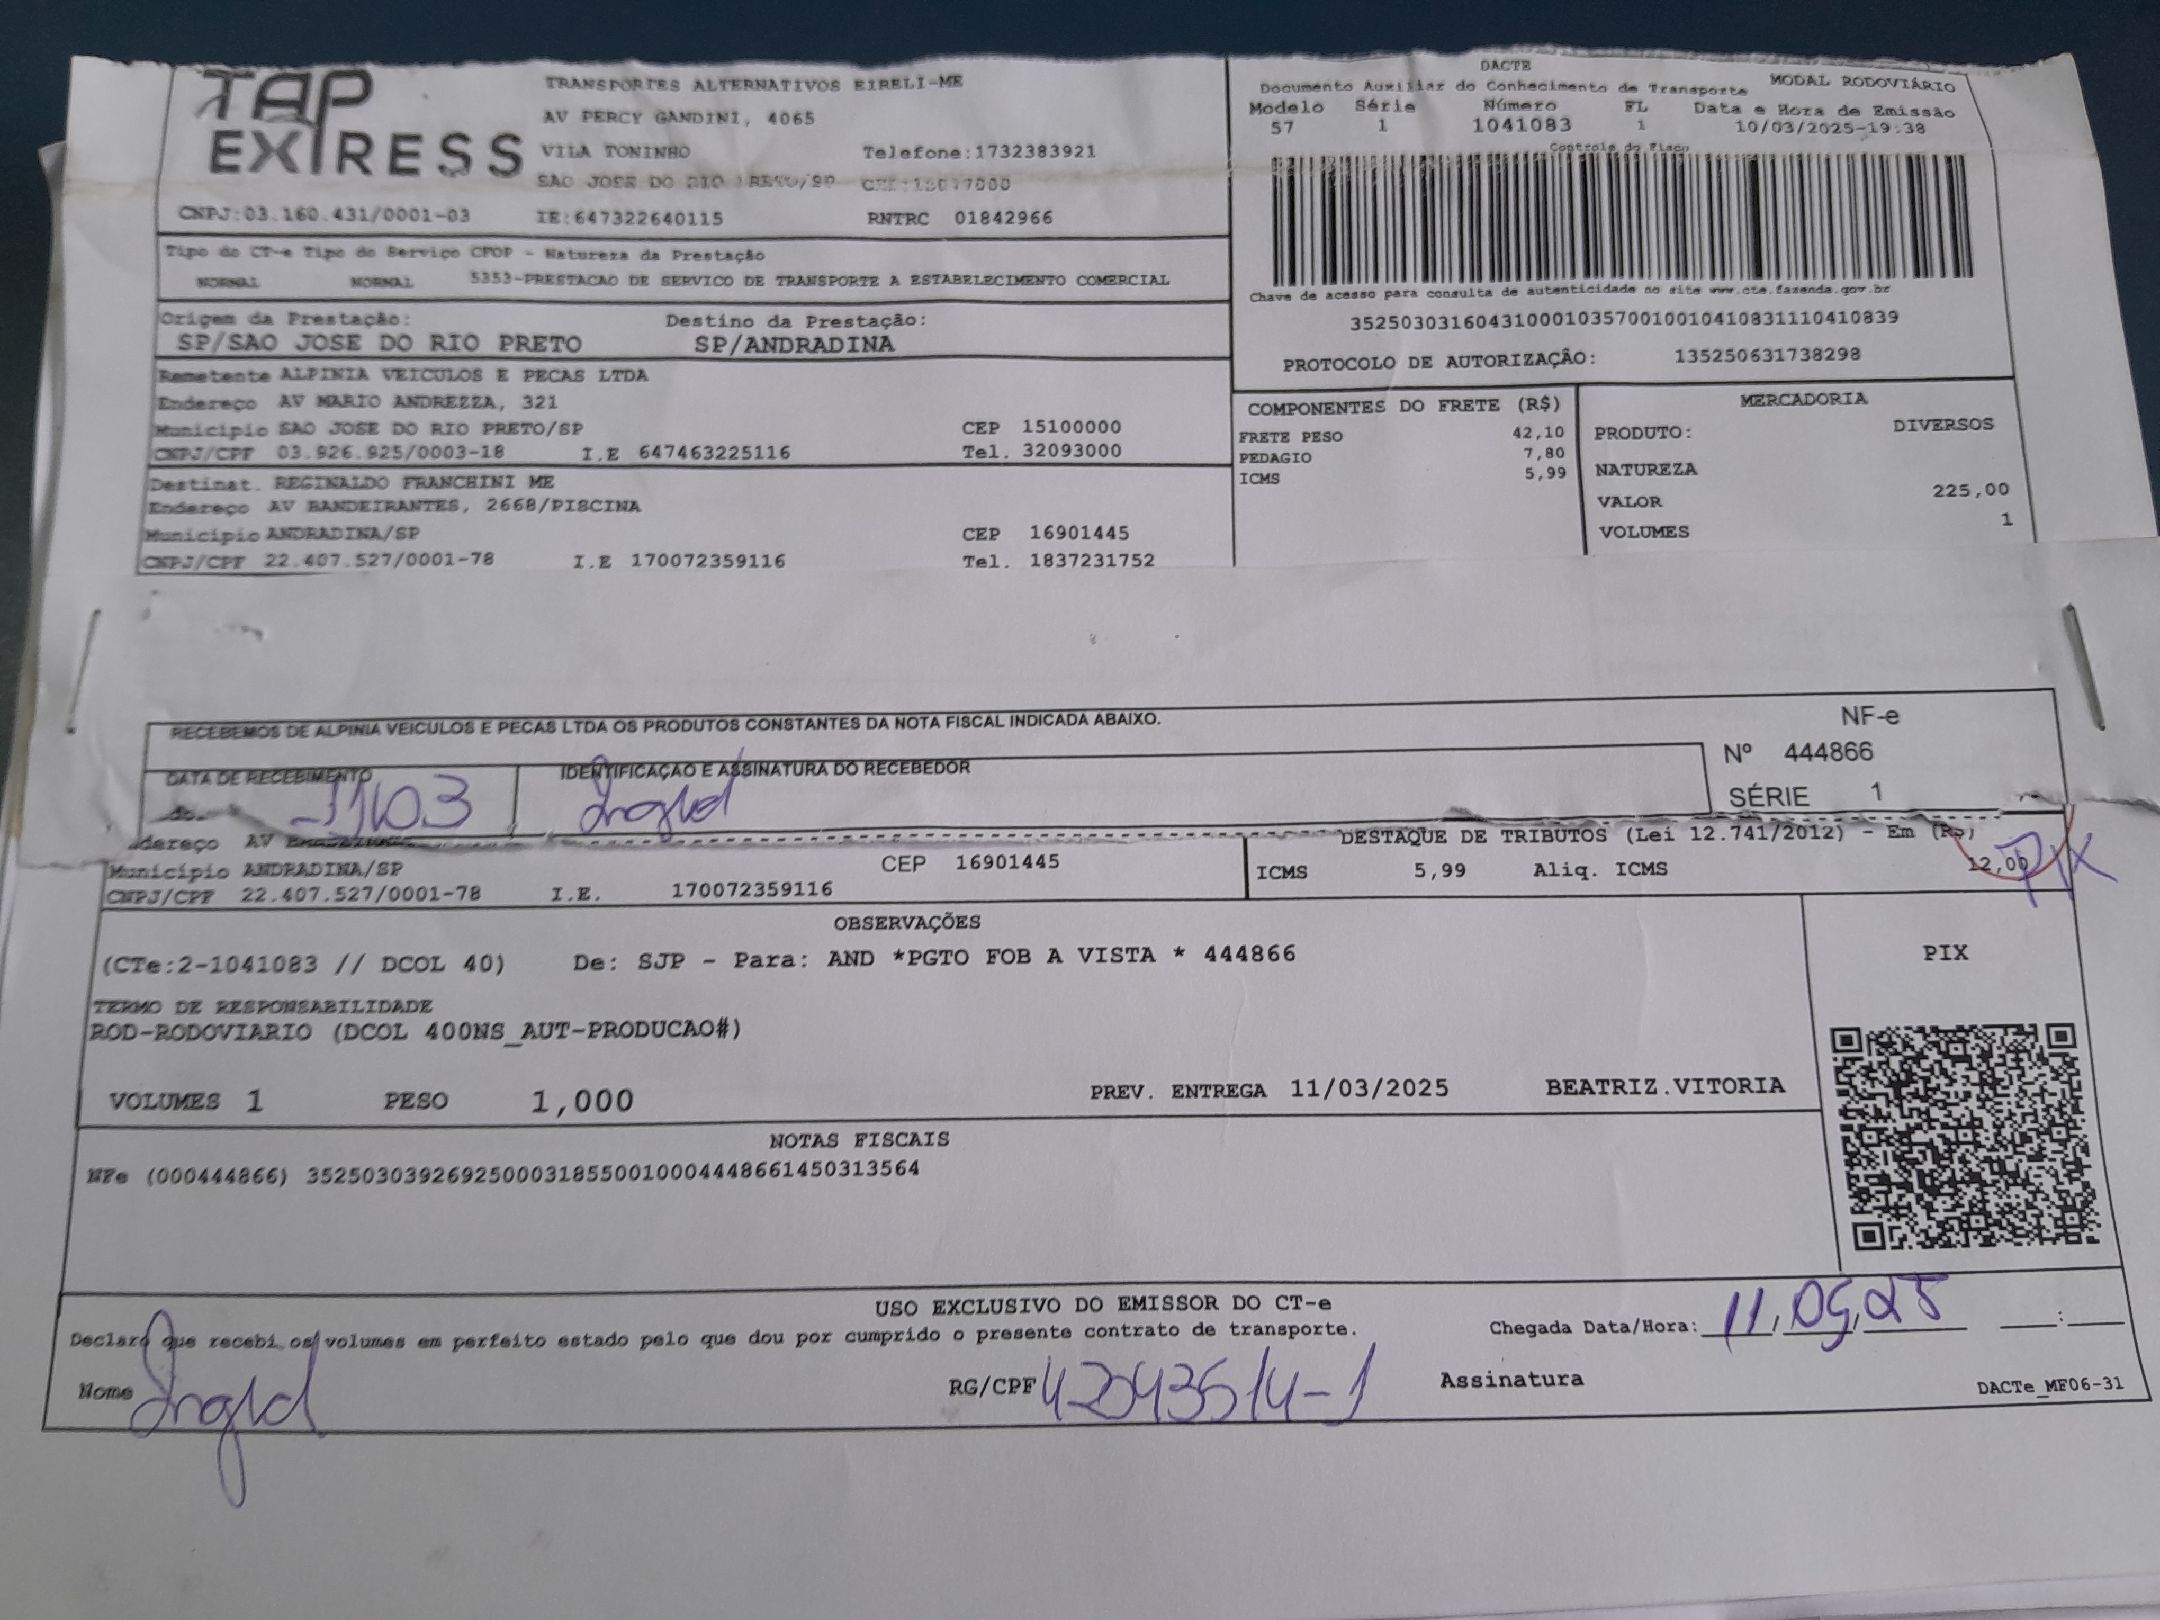 TAP EXPRESS
TRANSPORTES ALTERNATIVOS EIRELI-ME
AV PERCY GANDINI, 4065
VILA TONINHO Telefone:1732383921
SAO JOSE DO RIO PRETO/SP
CNPJ:03.160.431/0001-03 IE:647322640115 RNTRC 01842966
DACTE
Documento Auxiliar do Conhecimento de Transporte MODAL RODOVIÁRIO
Modelo Série Número FL Data e Hora de Emissão
57 1 1041083 1 10/03/2025-19:38
Controle do Fisco
Chave de acesso para consulta de autenticidade no site www.cte.fazenda.gov.br
35250303160431000103570010010410831110410839
PROTOCOLO DE AUTORIZAÇÃO: 135250631738298
Tipo do CT-e Tipo do Serviço CFOP - Natureza da Prestação
NORMAL NORMAL 5353-PRESTACAO DE SERVICO DE TRANSPORTE A ESTABELECIMENTO COMERCIAL
Origem da Prestação: Destino da Prestação:
SP/SAO JOSE DO RIO PRETO SP/ANDRADINA
Remetente ALPINIA VEICULOS E PECAS LTDA
Endereço AV MARIO ANDREZZA, 321
Município SAO JOSE DO RIO PRETO/SP CEP 15100000
CNPJ/CPF 03.926.925/0003-18 I.E 647463225116 Tel. 32093000
Destinat. REGINALDO FRANCHINI ME
Endereço AV BANDEIRANTES, 2668/PISCINA
Município ANDRADINA/SP CEP 16901445
CNPJ/CPF 22.407.527/0001-78 I.E 170072359116 Tel. 1837231752
COMPONENTES DO FRETE (R$)
FRETE PESO 42,10
PEDAGIO 7,80
ICMS 5,99
MERCADORIA
PRODUTO: DIVERSOS
NATUREZA
VALOR 225,00
VOLUMES 1
RECEBEMOS DE ALPINIA VEICULOS E PECAS LTDA OS PRODUTOS CONSTANTES DA NOTA FISCAL INDICADA ABAIXO.
NF-e
Nº 444866
SÉRIE 1
DATA DE RECEBIMENTO IDENTIFICAÇÃO E ASSINATURA DO RECEBEDOR
11/03 Ingrid
dereço AV
Município ANDRADINA/SP CEP 16901445
CNPJ/CPF 22.407.527/0001-78 I.E. 170072359116
DESTAQUE DE TRIBUTOS (Lei 12.741/2012) - Em (R$)
ICMS 5,99 Aliq. ICMS 12,00
PIX
OBSERVAÇÕES
(CTe:2-1041083 // DCOL 40) De: SJP - Para: AND *PGTO FOB A VISTA * 444866
TERMO DE RESPONSABILIDADE
ROD-RODOVIARIO (DCOL 400NS_AUT-PRODUCAO#)
VOLUMES 1 PESO 1,000 PREV. ENTREGA 11/03/2025 BEATRIZ.VITORIA
PIX
NOTAS FISCAIS
NFe (000444866) 35250303926925000318550010004448661450313564
USO EXCLUSIVO DO EMISSOR DO CT-e
Declaro que recebi os volumes em perfeito estado pelo que dou por cumprido o presente contrato de transporte.
Chegada Data/Hora: 11, 03, 25 :
Nome Ingrid RG/CPF 42043514-1 Assinatura
DACTe_MF06-31